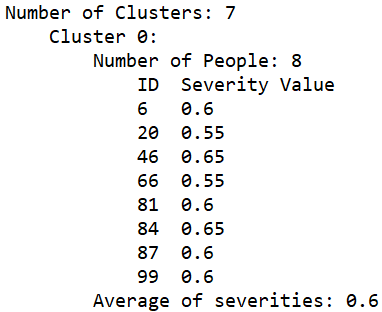 Number of Clusters: 7
Cluster 0:
Number of People: 8
ID Severity Value
6 0.6
20 0.55
46 0.65
66 0.55
81 0.6
84 0.65
87 0.6
99 0.6
Average of severities: 0.6